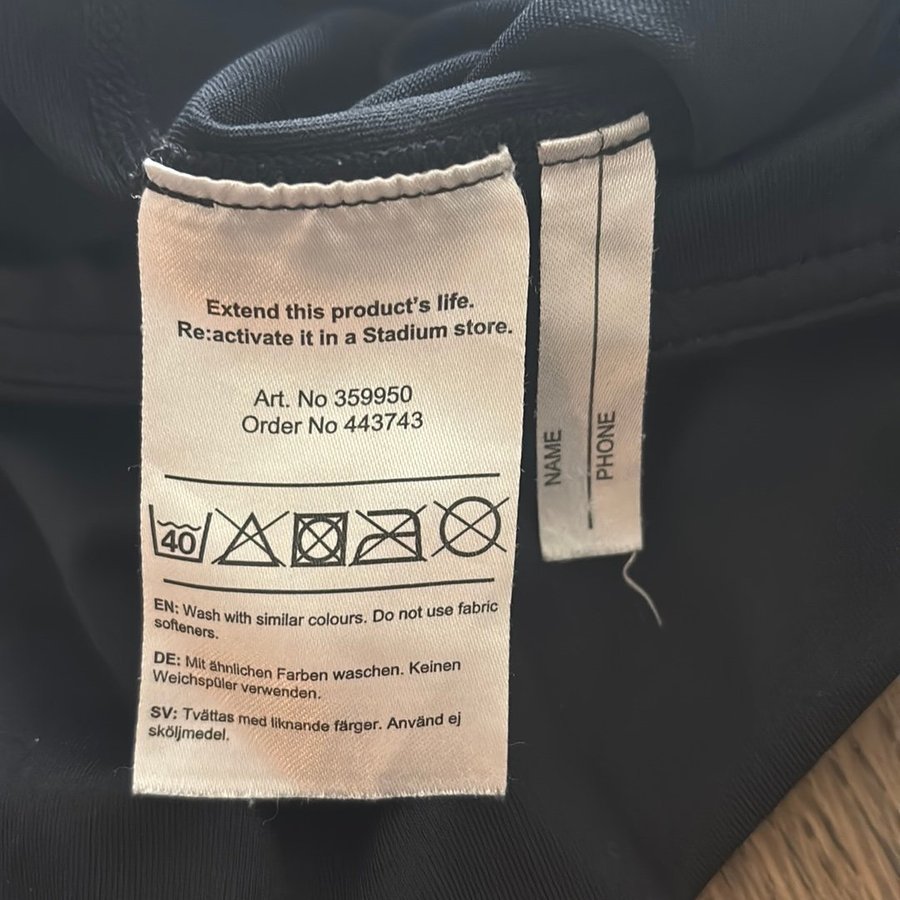 Extend this product's life.
Re:activate it in a Stadium store.
Art. No 359950
Order No 443743
40
EN: Wash with similar colours. Do not use fabric
softeners.
DE: Mit ähnlichen Farben waschen. Keinen
Weichspüler verwenden.
SV: Tvättas med liknande färger. Använd ej
sköljmedel.
NAME
PHONE